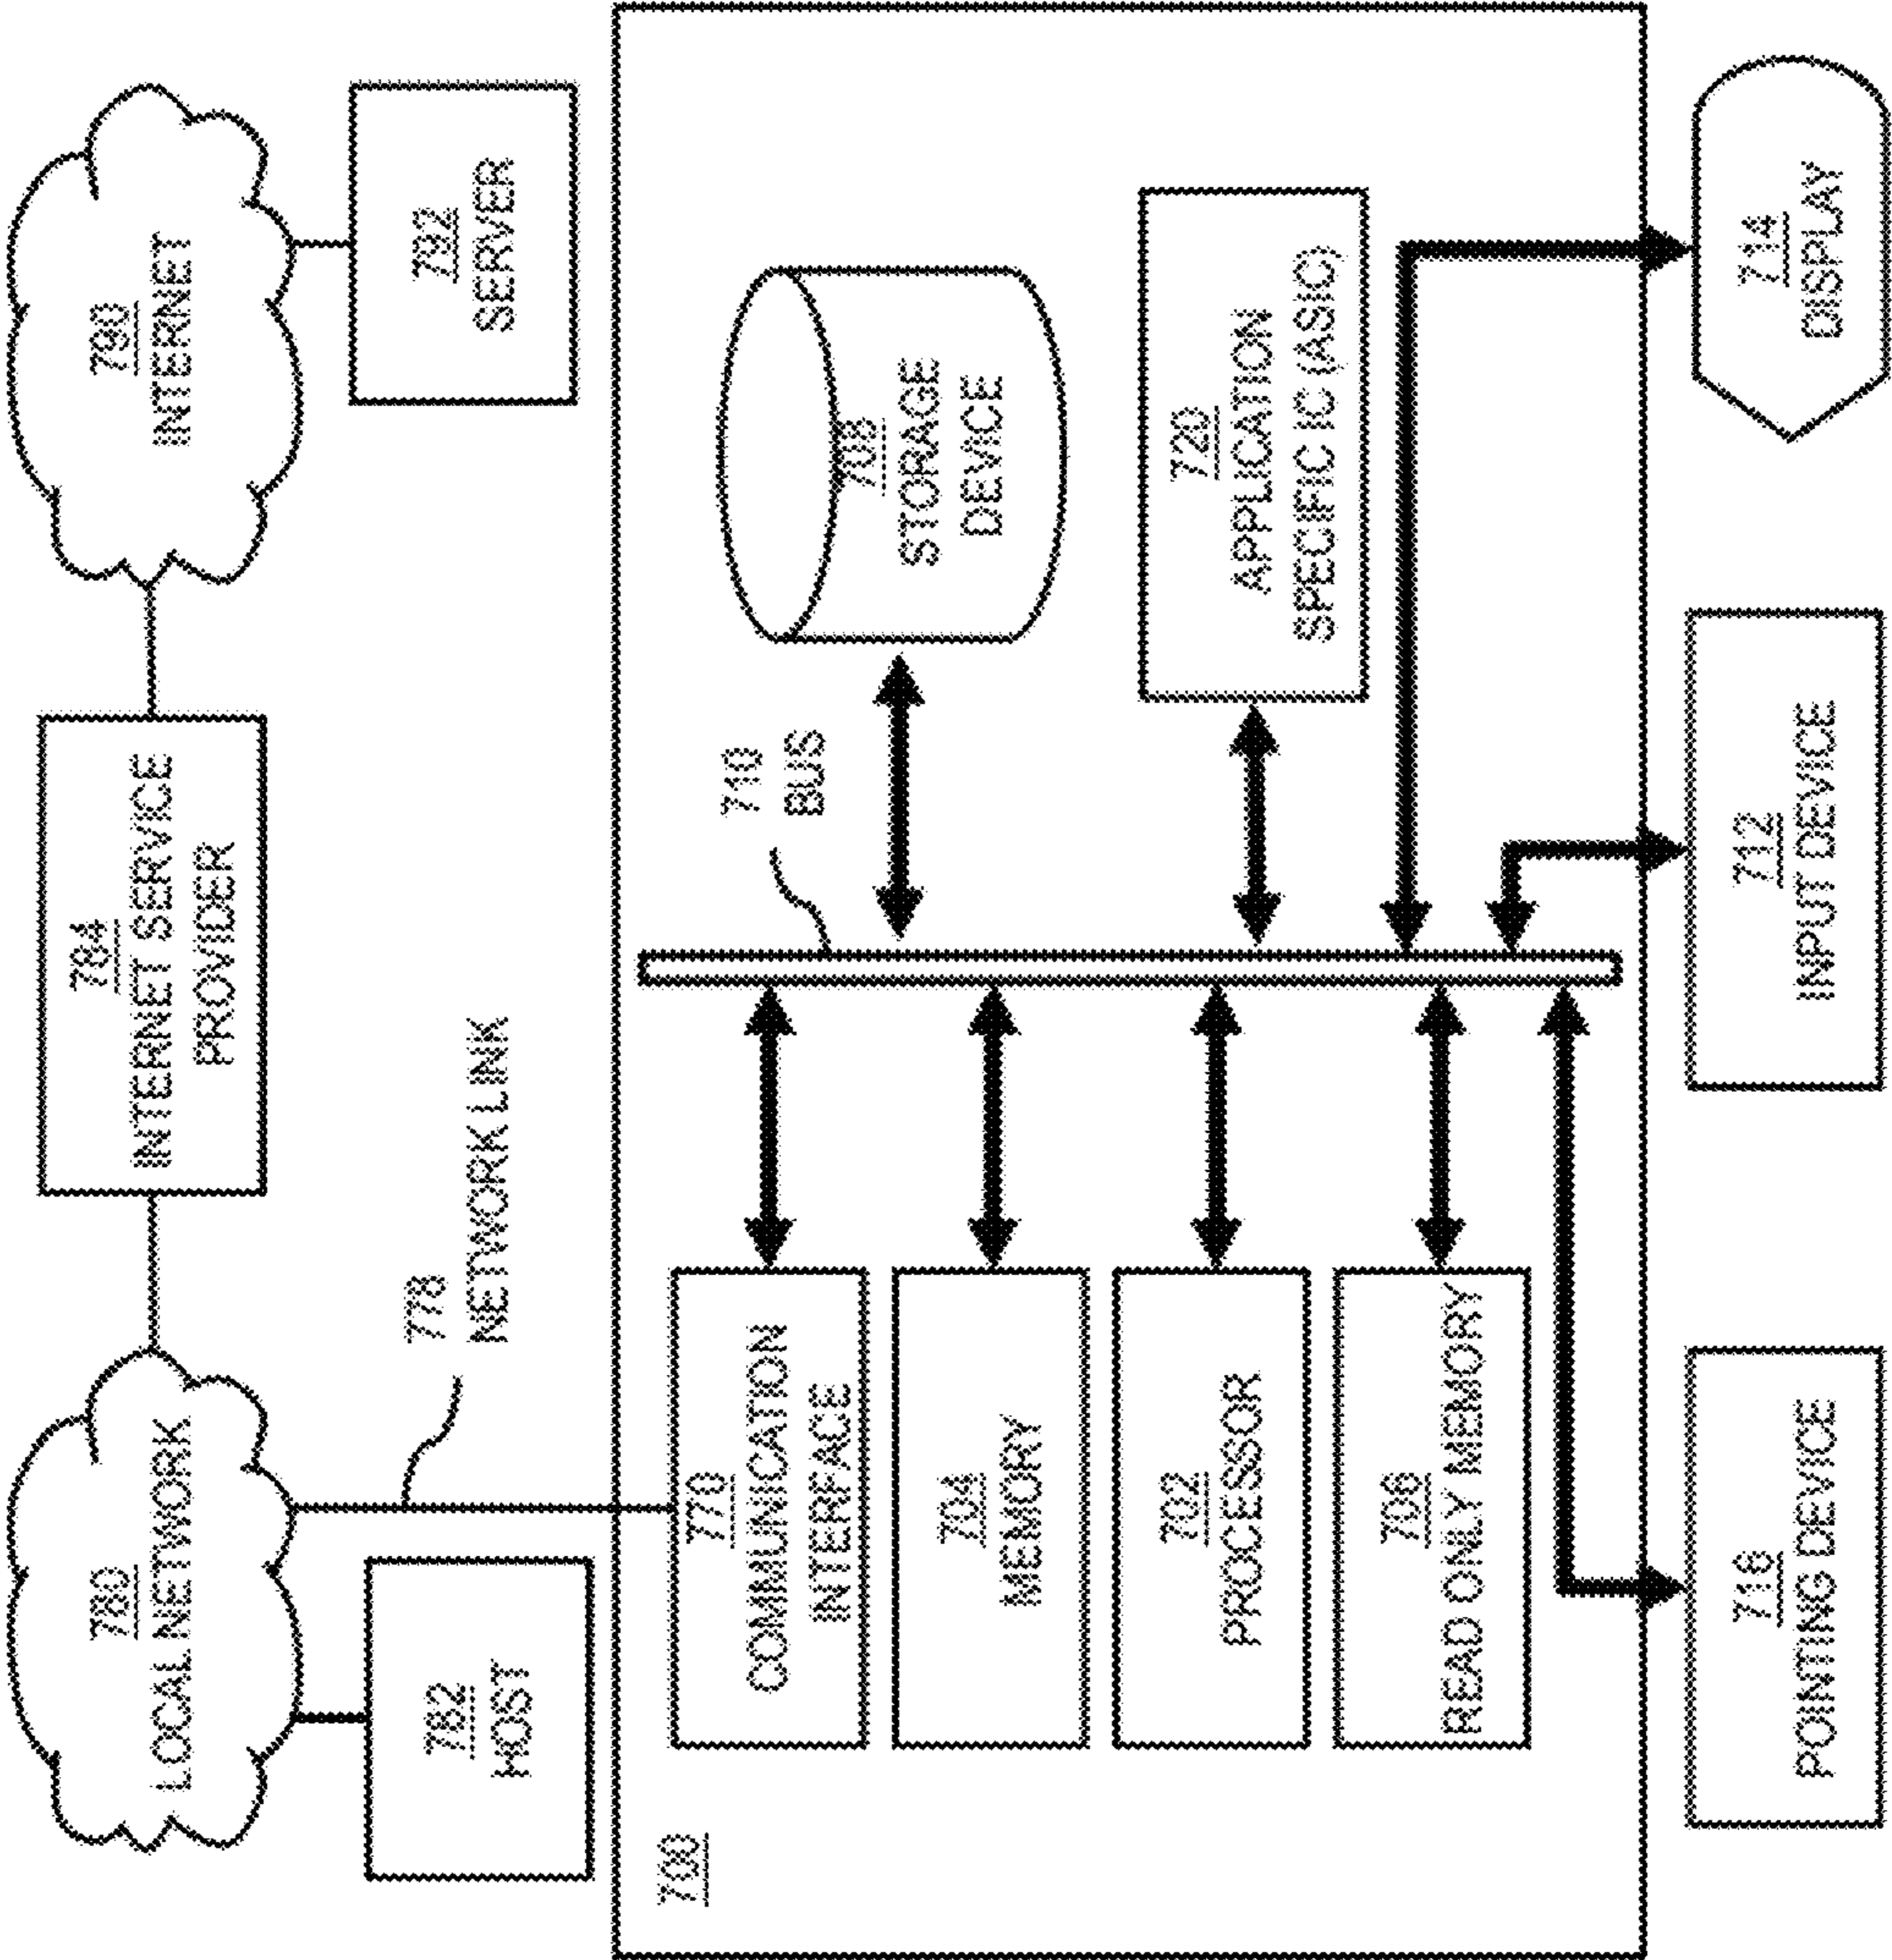 780
LOCAL NETWORK
784
INTERNET SERVICE
PROVIDER
790
INTERNET
782
HOST
778
NETWORK LINK
792
SERVER
700
770
COMMUNICATION
INTERFACE
710
BUS
708
STORAGE
DEVICE
704
MEMORY
702
PROCESSOR
720
APPLICATION
SPECIFIC IC (ASIC)
706
READ ONLY MEMORY
716
POINTING DEVICE
712
INPUT DEVICE
714
DISPLAY